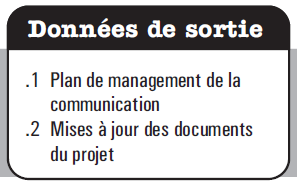 Données de sortie
.1 Plan de management de la
communication
.2 Mises à jour des documents
du projet